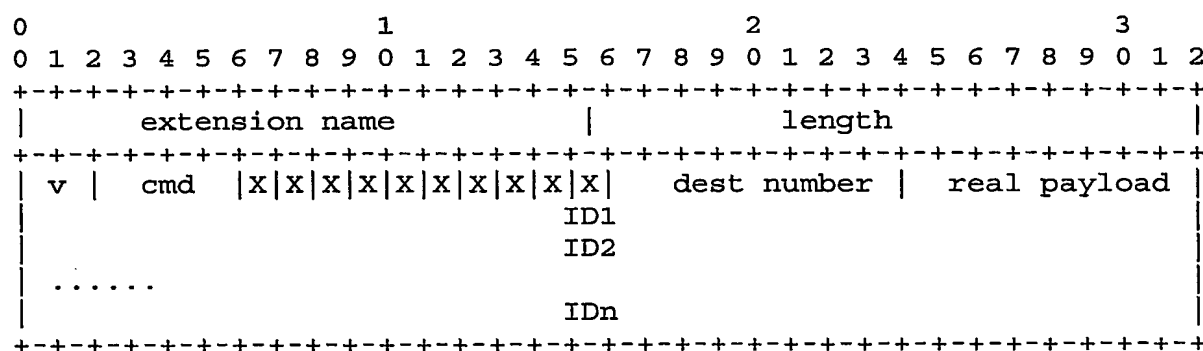 0 1 2 3
0 1 2 3 4 5 6 7 8 9 0 1 2 3 4 5 6 7 8 9 0 1 2 3 4 5 6 7 8 9 0 1 2
+-+-+-+-+-+-+-+-+-+-+-+-+-+-+-+-+-+-+-+-+-+-+-+-+-+-+-+-+-+-+-+-+
| extension name | length |
+-+-+-+-+-+-+-+-+-+-+-+-+-+-+-+-+-+-+-+-+-+-+-+-+-+-+-+-+-+-+-+-+
| v | cmd |X|X|X|X|X|X|X|X|X|X| dest number | real payload |
| ID1 |
| ID2 |
| ...... |
| IDn |
+-+-+-+-+-+-+-+-+-+-+-+-+-+-+-+-+-+-+-+-+-+-+-+-+-+-+-+-+-+-+-+-+